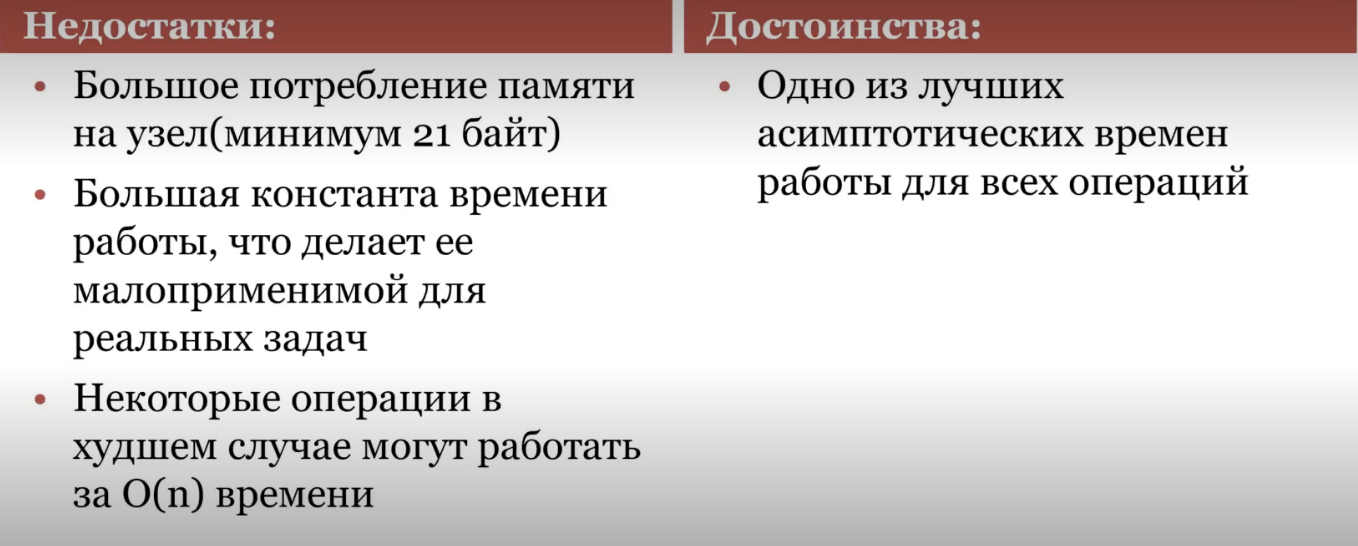 Недостатки:
• Большое потребление памяти
на узел(минимум 21 байт)
• Большая константа времени
работы, что делает ее
малоприменимой для
реальных задач
• Некоторые операции в
худшем случае могут работать
за O(n) времени
Достоинства:
• Одно из лучших
асимптотических времен
работы для всех операций